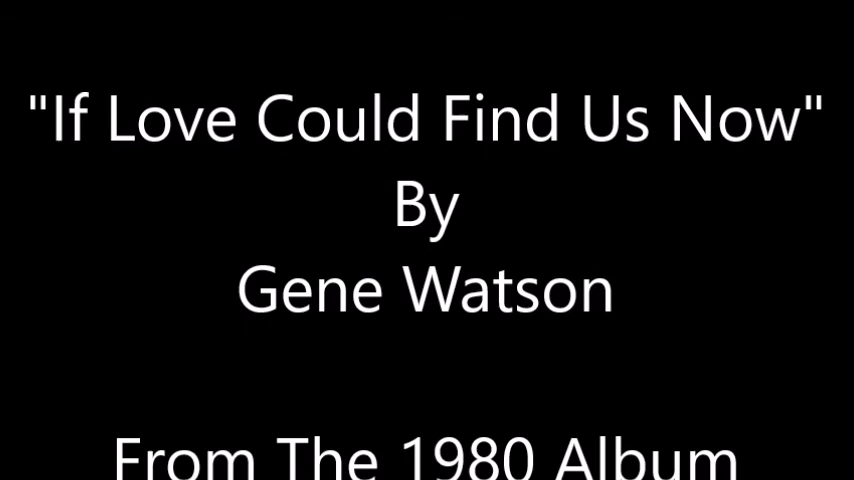 "If Love Could Find Us Now"
By
Gene Watson
From The 1980 Album